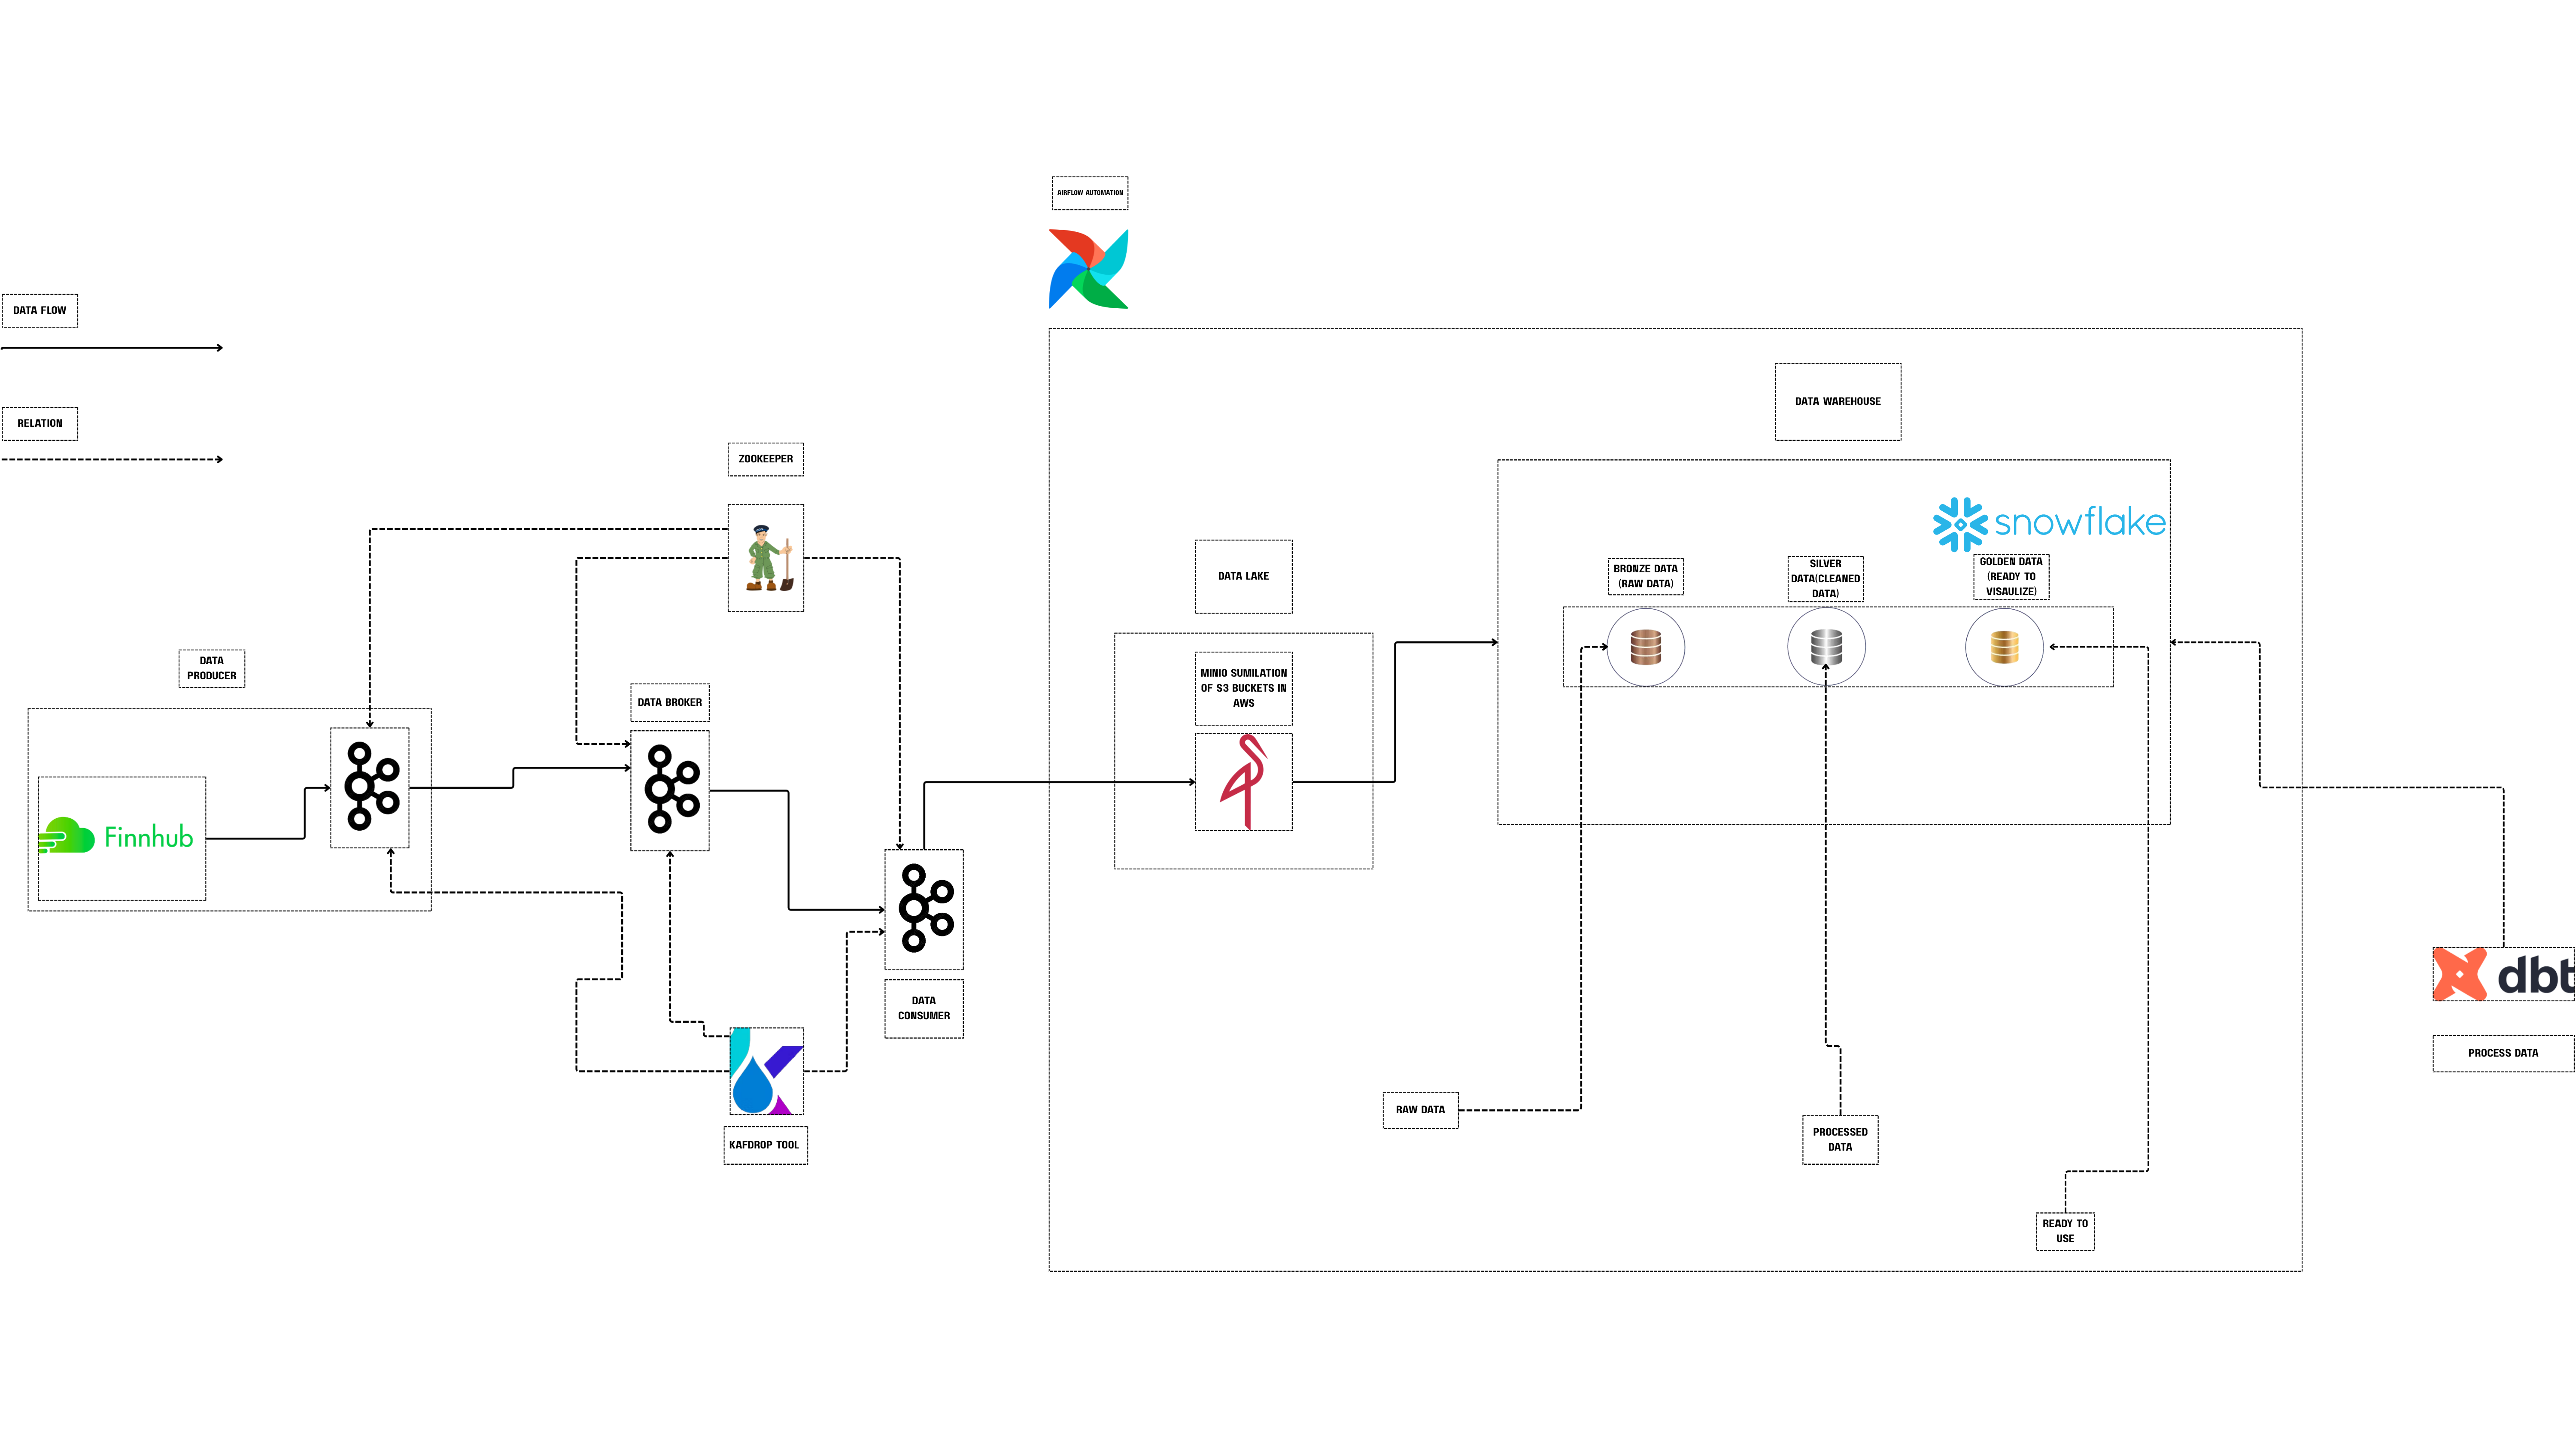 AIRFLOW AUTOMATION
DATA FLOW
RELATION
ZOOKEEPER
DATA
PRODUCER
Finnhub
DATA BROKER
DATA
CONSUMER
KAFDROP TOOL
DATA LAKE
MINIO SUMILATION
OF S3 BUCKETS IN
AWS
DATA WAREHOUSE
snowflake
BRONZE DATA
(RAW DATA)
SILVER
DATA(CLEANED
DATA)
GOLDEN DATA
(READY TO
VISAULIZE)
RAW DATA
PROCESSED
DATA
READY TO
USE
dbt
PROCESS DATA